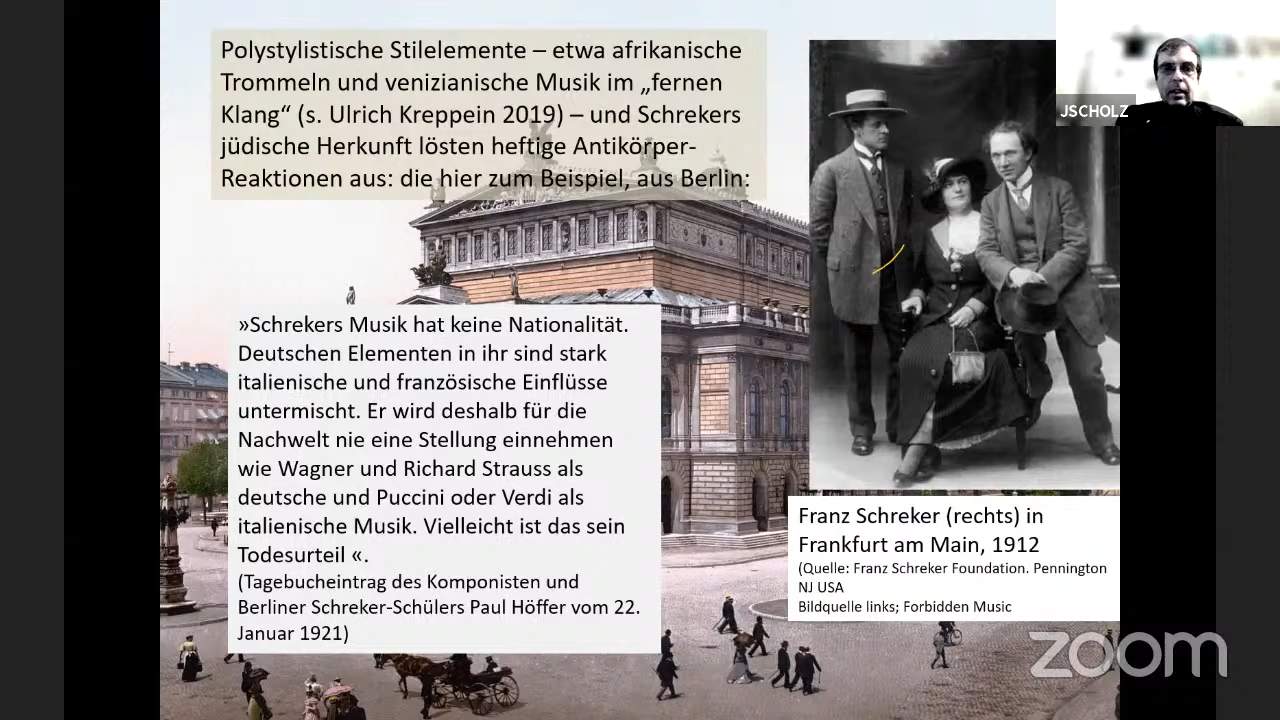 Polystylistische Stilelemente – etwa afrikanische
Trommeln und venizianische Musik im „fernen
Klang“ (s. Ulrich Kreppein 2019) – und Schrekers
jüdische Herkunft lösten heftige Antikörper-
Reaktionen aus: die hier zum Beispiel, aus Berlin:
JSCHOLZ
»Schrekers Musik hat keine Nationalität.
Deutschen Elementen in ihr sind stark
italienische und französische Einflüsse
untermischt. Er wird deshalb für die
Nachwelt nie eine Stellung einnehmen
wie Wagner und Richard Strauss als
deutsche und Puccini oder Verdi als
italienische Musik. Vielleicht ist das sein
Todesurteil «.
(Tagebucheintrag des Komponisten und
Berliner Schreker-Schülers Paul Höffer vom 22.
Januar 1921)
Franz Schreker (rechts) in
Frankfurt am Main, 1912
(Quelle: Franz Schreker Foundation. Pennington
NJ USA
Bildquelle links; Forbidden Music
zoom